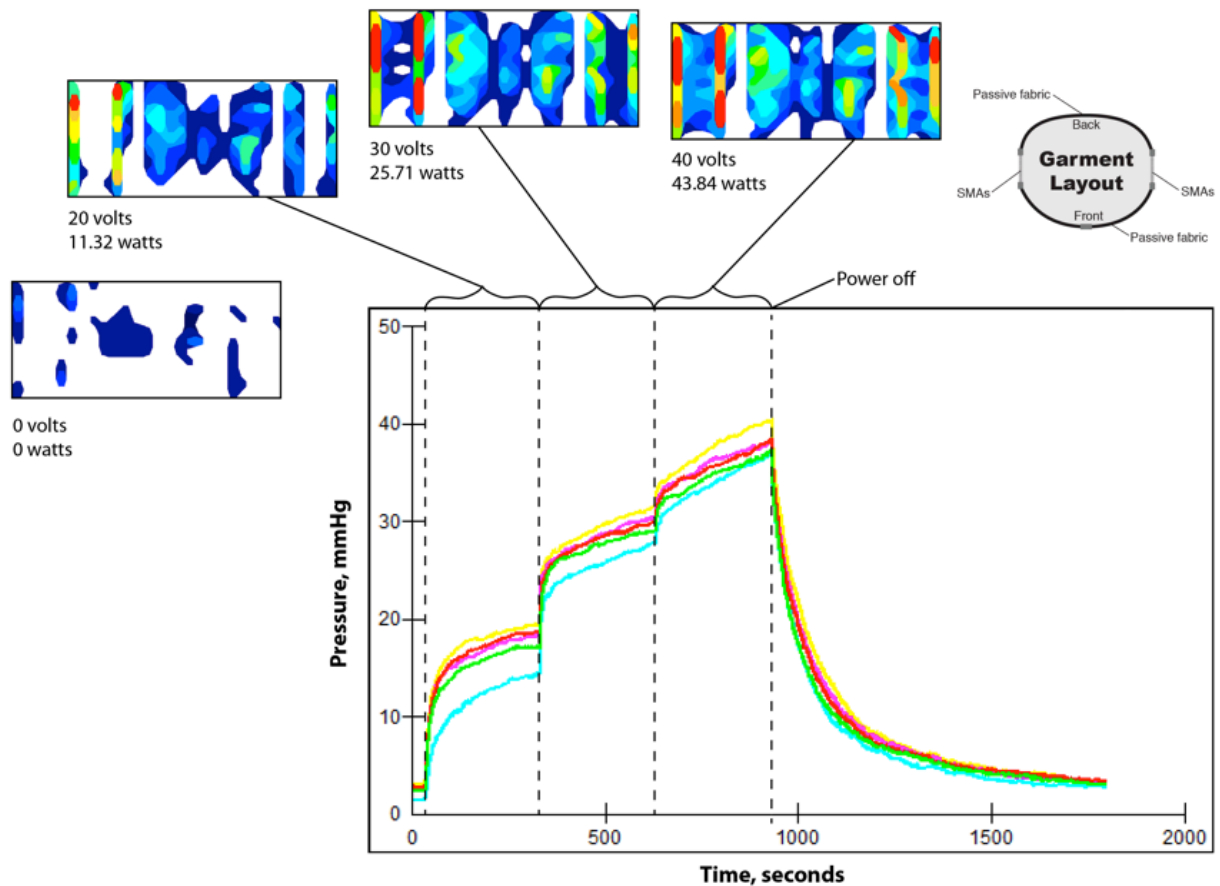 30 volts
25.71 watts
40 volts
43.84 watts
20 volts
11.32 watts
0 volts
0 watts
Passive fabric
Back
Garment
Layout
SMAs
SMAs
Front
Passive fabric
Power off
50
40
30
20
10
0
0
500
1000
1500
2000
Pressure, mmHg
Time, seconds